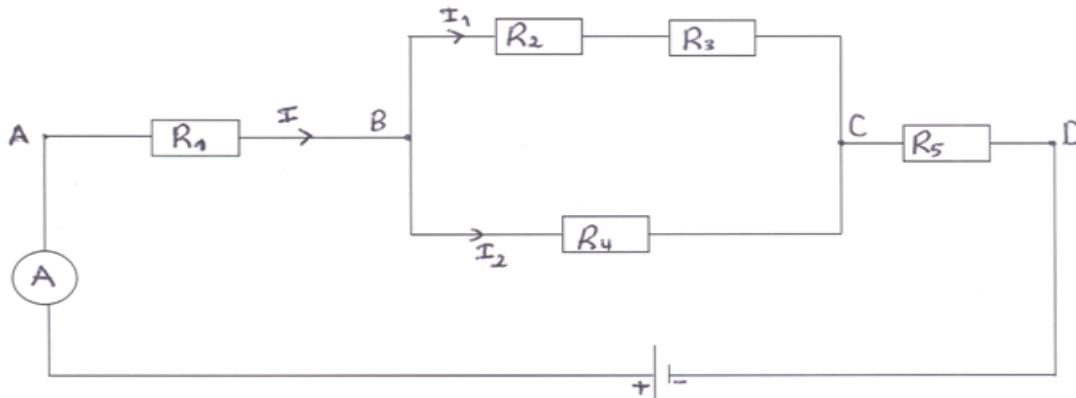 I₁
R₂ R₃
A R₁ I B C R₅ D
I₂ R₄
A
+ -